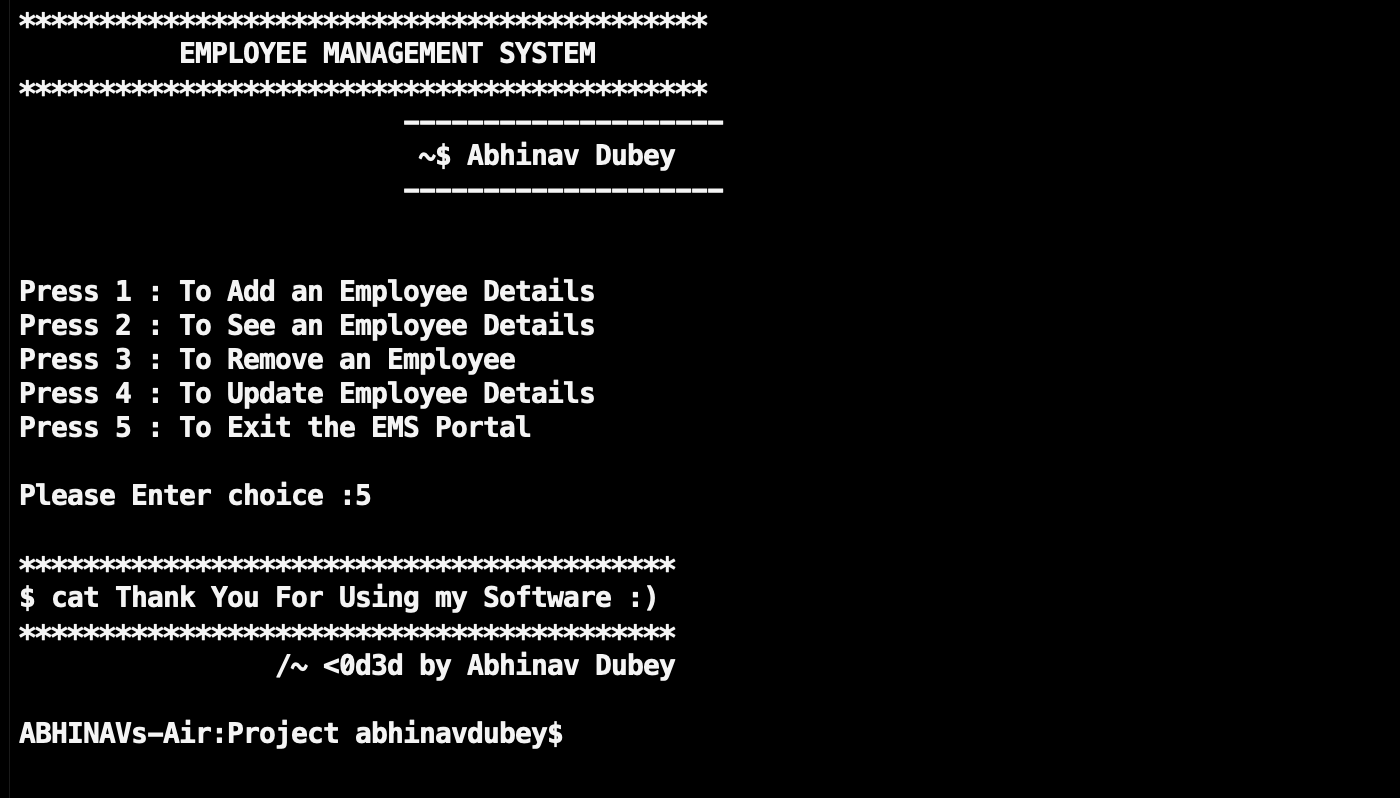 *******************************************
EMPLOYEE MANAGEMENT SYSTEM
*******************************************
--------------------
~$ Abhinav Dubey
--------------------
Press 1 : To Add an Employee Details
Press 2 : To See an Employee Details
Press 3 : To Remove an Employee
Press 4 : To Update Employee Details
Press 5 : To Exit the EMS Portal
Please Enter choice :5
*****************************************
$ cat Thank You For Using my Software :)
*****************************************
/~ <0d3d by Abhinav Dubey
ABHINAVs-Air:Project abhinavdubey$